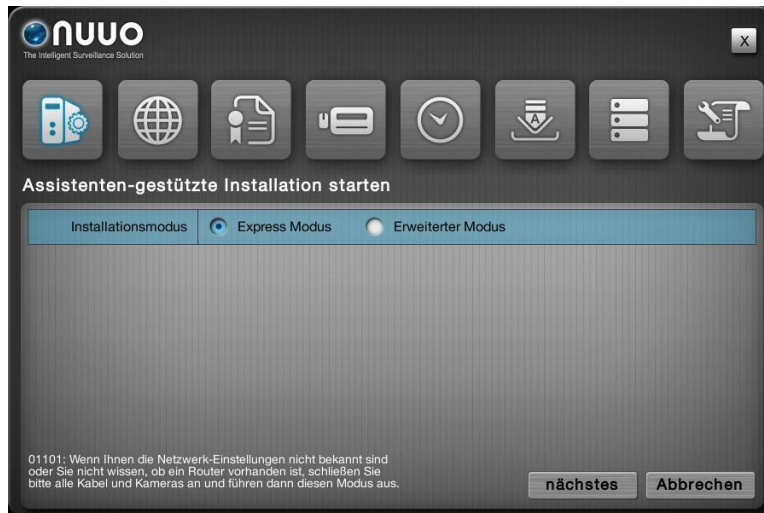 nuuo
The Intelligent Surveillance Solution
X
A
Assistenten-gestützte Installation starten
Installationsmodus Express Modus Erweiterter Modus
01101: Wenn Ihnen die Netzwerk-Einstellungen nicht bekannt sind
oder Sie nicht wissen, ob ein Router vorhanden ist, schließen Sie
bitte alle Kabel und Kameras an und führen dann diesen Modus aus.
nächstes Abbrechen